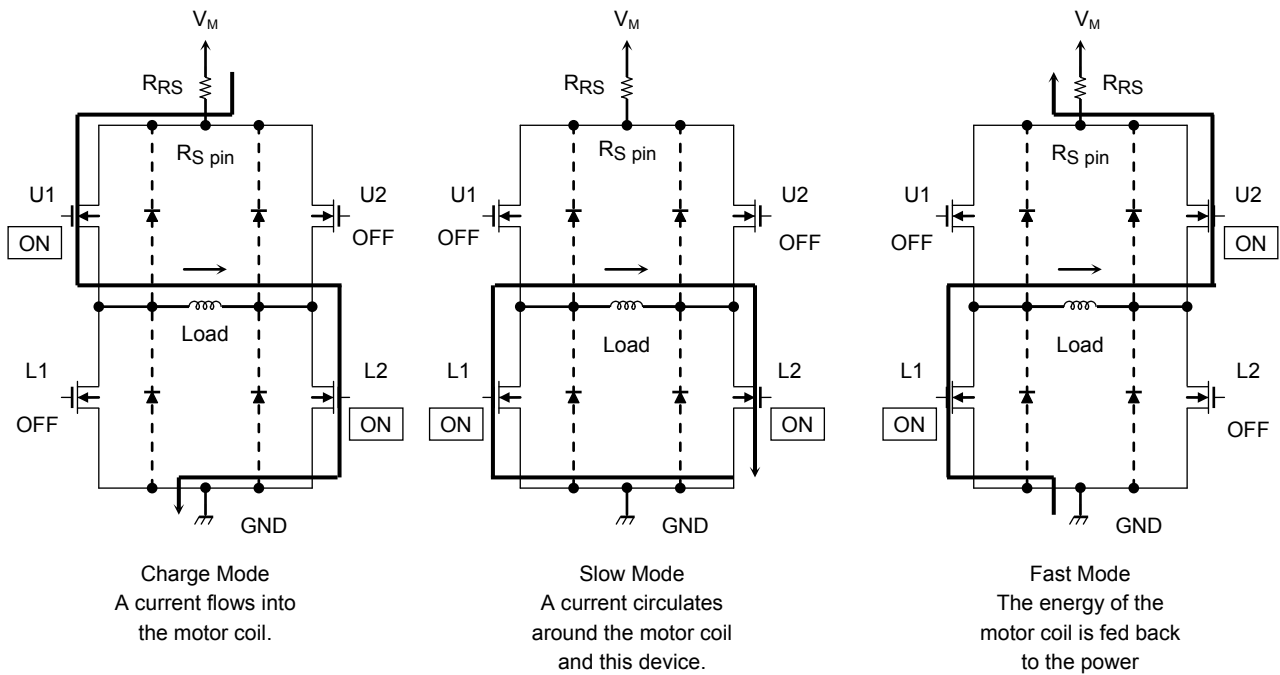 VM
RRS
RS pin
U1
ON
U2
OFF
Load
L1
OFF
L2
ON
GND
Charge Mode
A current flows into
the motor coil.
VM
RRS
RS pin
U1
OFF
U2
OFF
Load
L1
ON
L2
ON
GND
Slow Mode
A current circulates
around the motor coil
and this device.
VM
RRS
RS pin
U1
OFF
U2
ON
Load
L1
ON
L2
OFF
GND
Fast Mode
The energy of the
motor coil is fed back
to the power